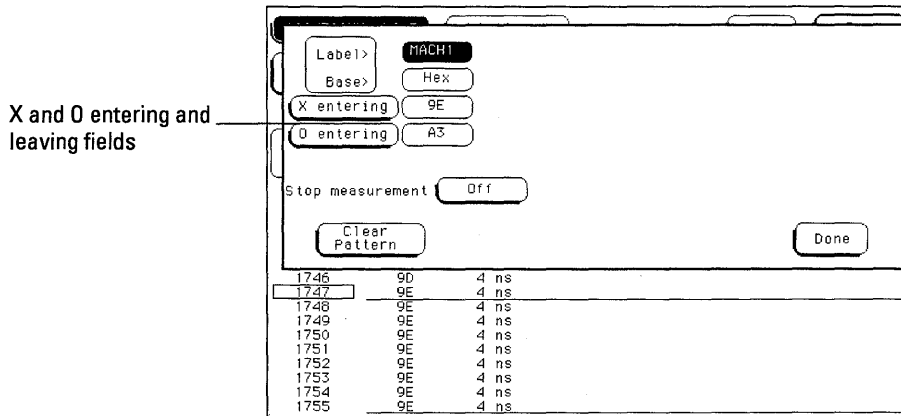 X and O entering and
leaving fields
Label> MACH1
Base> Hex
X entering 9E
O entering A3
Stop measurement Off
Clear
Pattern
Done
1746 9D 4 ns
1747 9E 4 ns
1748 9E 4 ns
1749 9E 4 ns
1750 9E 4 ns
1751 9E 4 ns
1752 9E 4 ns
1753 9E 4 ns
1754 9E 4 ns
1755 9E 4 ns